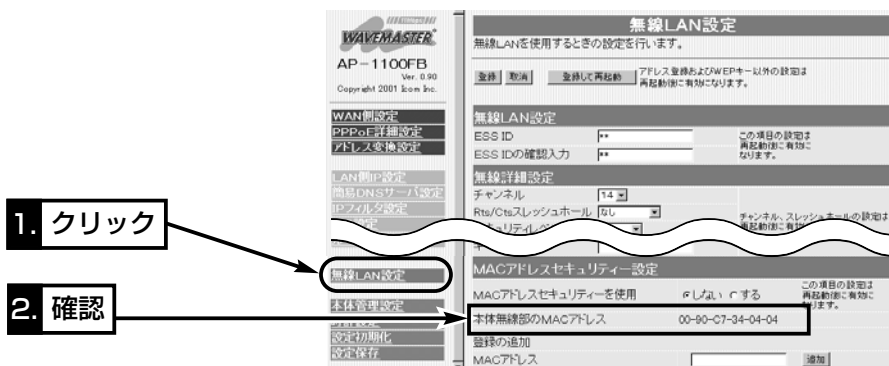 WAVEMASTER
AP-1100FB
Ver. 0.90
Copyright 2001 Icom Inc.
WAN側設定
PPPoE詳細設定
アドレス変換設定
LAN側IP設定
簡易DNSサーバ設定
IPフィルタ設定
無線LAN設定
本体管理設定
設定初期化
設定保存
1. クリック
2. 確認
無線LAN設定
無線LANを使用するときの設定を行います。
登録 取消 登録して再起動 アドレス登録およびWEPキー以外の設定は
再起動後に有効になります。
無線LAN設定
ESS ID ** この項目の設定は
再起動後に有効に
なります。
ESS IDの確認入力 **
無線詳細設定
チャンネル 14
Rts/Ctsスレッシュホール なし チャンネル、スレッシュホールの設定は
MACアドレスセキュリティー設定
MACアドレスセキュリティーを使用 しない する この項目の設定は
再起動後に有効に
なります。
本体無線部のMACアドレス 00-90-C7-34-04-04
登録の追加
MACアドレス 追加